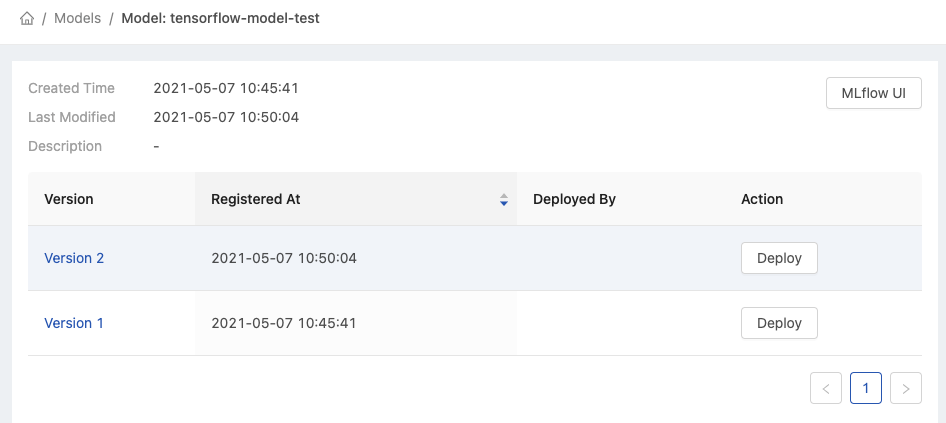 / Models / Model: tensorflow-model-test
Created Time 2021-05-07 10:45:41
MLflow UI
Last Modified 2021-05-07 10:50:04
Description -
Version Registered At Deployed By Action
Version 2 2021-05-07 10:50:04 Deploy
Version 1 2021-05-07 10:45:41 Deploy
< 1 >